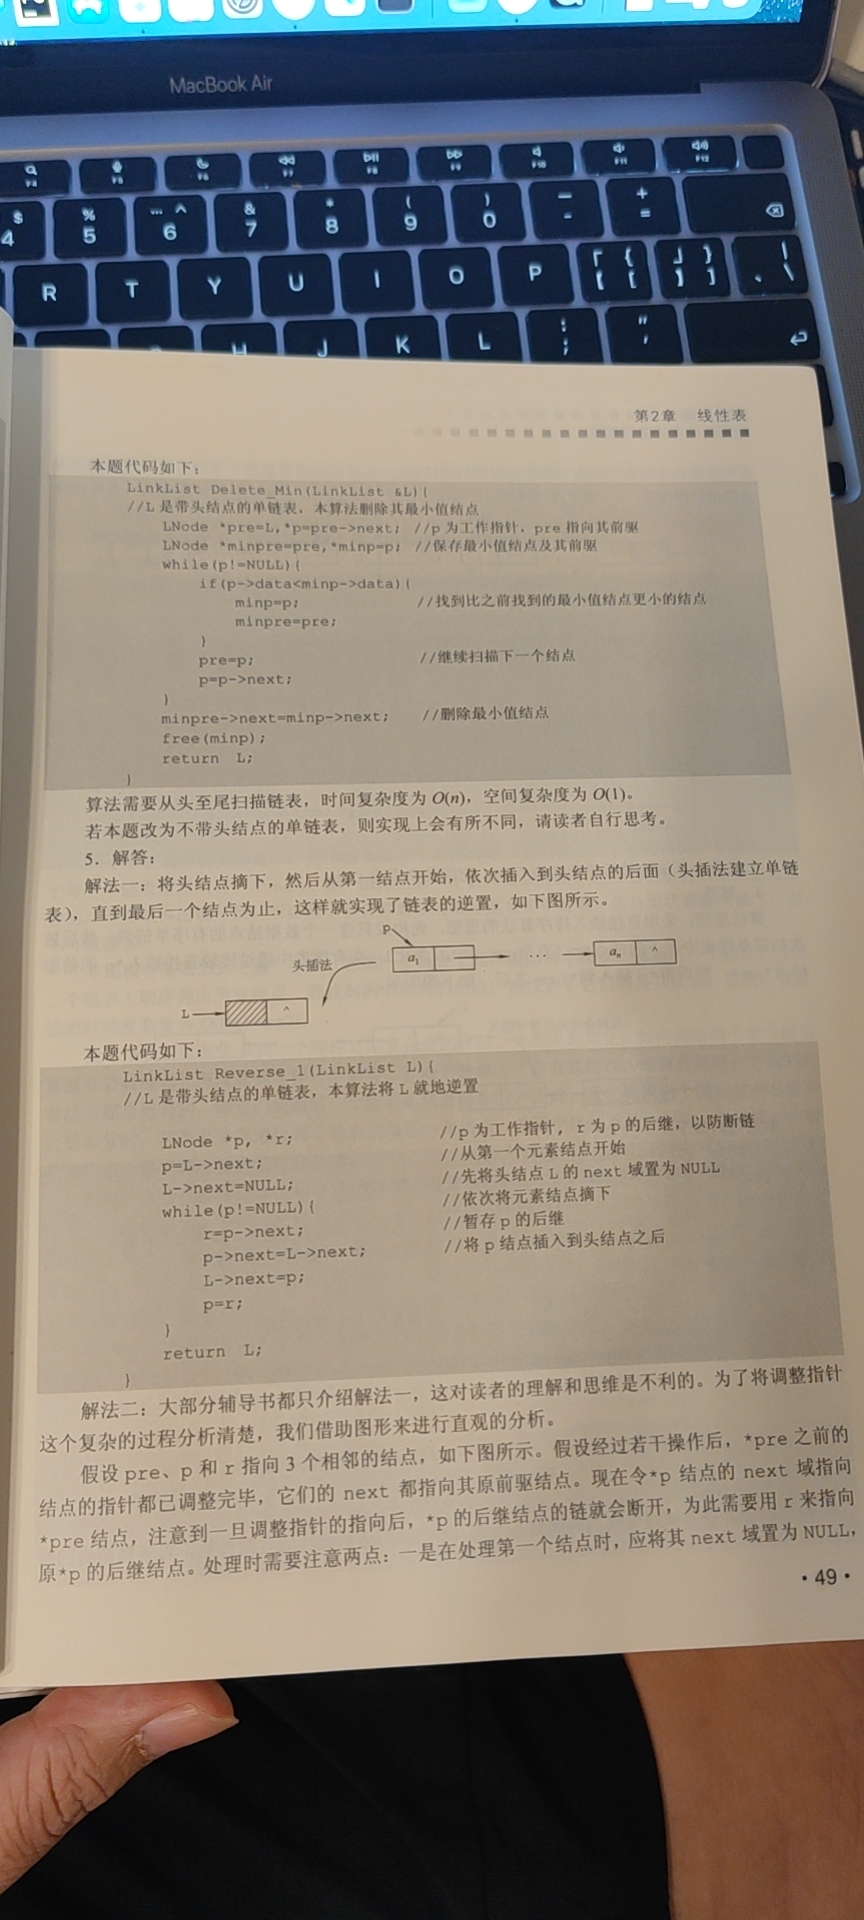 MacBook Air
F4 F5 F6 F7 F8 F9 F10 F11 F12
$ 4 % 5 … ^ 6 & 7 * 8 ( 9 ) 0 — - + =
R T Y U I O P 「 { [ 」 } ] 、 | \
H J K L : ; " '
第2章 线性表
本题代码如下：
LinkList Delete_Min(LinkList &L){
//L 是带头结点的单链表，本算法删除其最小值结点
LNode *pre=L,*p=pre->next; //p 为工作指针，pre 指向其前驱
LNode *minpre=pre,*minp=p; //保存最小值结点及其前驱
while(p!=NULL){
if(p->data<minp->data){
minp=p; //找到比之前找到的最小值结点更小的结点
minpre=pre;
}
pre=p; //继续扫描下一个结点
p=p->next;
}
minpre->next=minp->next; //删除最小值结点
free(minp);
return L;
}
算法需要从头至尾扫描链表，时间复杂度为 O(n)，空间复杂度为 O(1)。
若本题改为不带头结点的单链表，则实现上会有所不同，请读者自行思考。
5．解答：
解法一：将头结点摘下，然后从第一结点开始，依次插入到头结点的后面（头插法建立单链
表），直到最后一个结点为止，这样就实现了链表的逆置，如下图所示。
p
头插法 a1 … an ^
L ^
本题代码如下：
LinkList Reverse_1(LinkList L){
//L 是带头结点的单链表，本算法将 L 就地逆置
LNode *p, *r; //p 为工作指针，r 为 p 的后继，以防断链
p=L->next; //从第一个元素结点开始
L->next=NULL; //先将头结点 L 的 next 域置为 NULL
while(p!=NULL){ //依次将元素结点摘下
r=p->next; //暂存 p 的后继
p->next=L->next; //将 p 结点插入到头结点之后
L->next=p;
p=r;
}
return L;
}
解法二：大部分辅导书都只介绍解法一，这对读者的理解和思维是不利的。为了将调整指针
这个复杂的过程分析清楚，我们借助图形来进行直观的分析。
假设 pre、p 和 r 指向 3 个相邻的结点，如下图所示。假设经过若干操作后，*pre 之前的
结点的指针都已调整完毕，它们的 next 都指向其原前驱结点。现在令*p 结点的 next 域指向
*pre 结点，注意到一旦调整指针的指向后，*p 的后继结点的链就会断开，为此需要用 r 来指向
原*p 的后继结点。处理时需要注意两点：一是在处理第一个结点时，应将其 next 域置为 NULL，
·49·